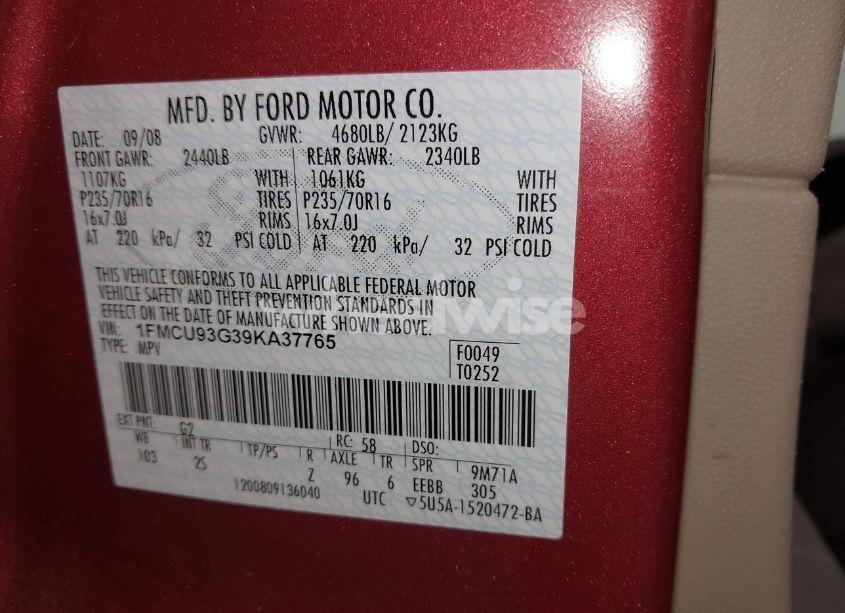 MFD. BY FORD MOTOR CO.
DATE: 09/08 GVWR: 4680LB/ 2123KG
FRONT GAWR: 2440LB REAR GAWR: 2340LB
1107KG WITH 1061KG WITH
P235/70R16 TIRES P235/70R16 TIRES
16x7.0J RIMS 16x7.0J RIMS
AT 220 kPa/ 32 PSI COLD AT 220 kPa/ 32 PSI COLD
THIS VEHICLE CONFORMS TO ALL APPLICABLE FEDERAL MOTOR
VEHICLE SAFETY AND THEFT PREVENTION STANDARDS IN
EFFECT ON THE DATE OF MANUFACTURE SHOWN ABOVE.
VIN: 1FMCU93G39KA37765
TYPE: MPV
F0049
T0252
EXT PNT: G2 RC: 58 DSO:
WB INT TR TP/PS R AXLE TR SPR 9M71A
103 2S Z 96 6 EEBB 305
1200809136040 UTC ▽5U5A-1520472-BA